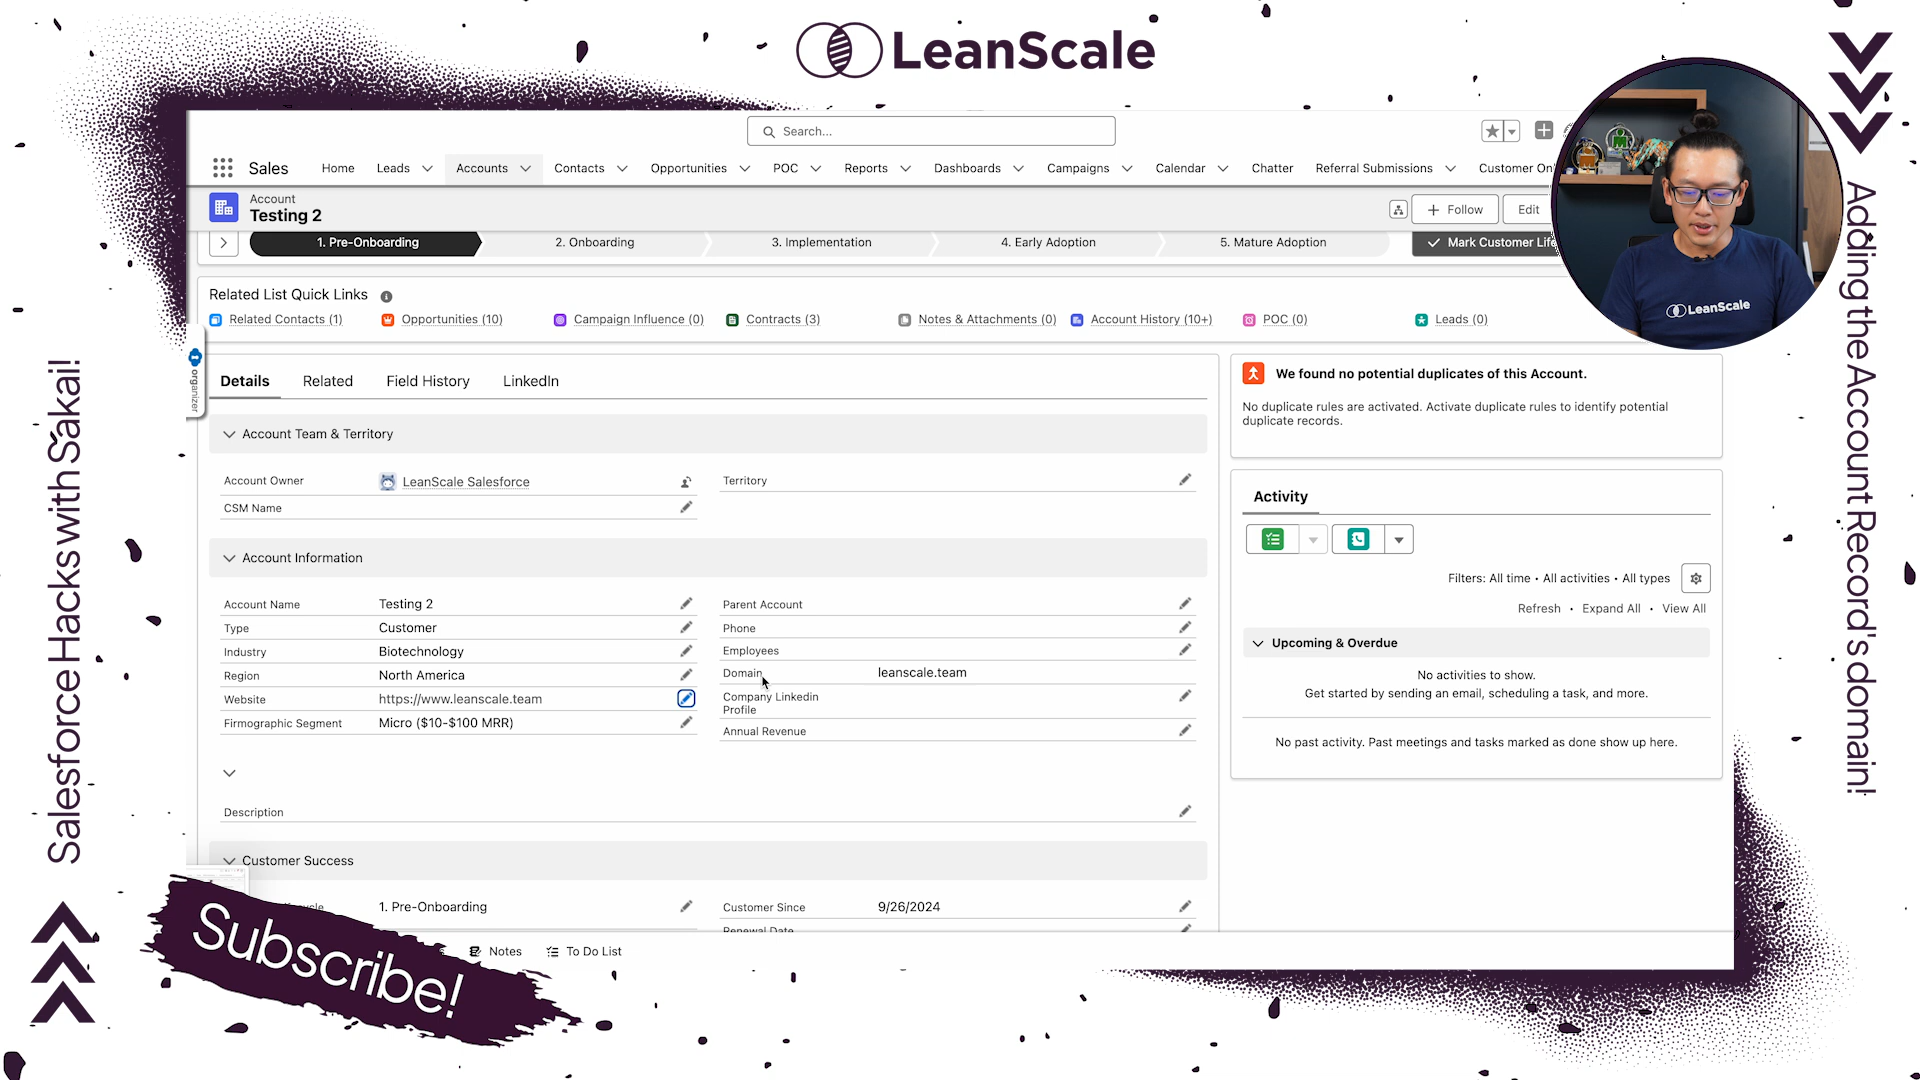 LeanScale
Search...
Sales
Home
Leads
Accounts
Contacts
Opportunities
POC
Reports
Dashboards
Campaigns
Calendar
Chatter
Referral Submissions
Customer On
Account
Testing 2
Follow
Edit
1. Pre-Onboarding
2. Onboarding
3. Implementation
4. Early Adoption
5. Mature Adoption
Mark Customer Life
LeanScale
Related List Quick Links
Related Contacts (1)
Opportunities (10)
Campaign Influence (0)
Contracts (3)
Notes & Attachments (0)
Account History (10+)
POC (0)
Leads (0)
organizer
Details
Related
Field History
LinkedIn
Account Team & Territory
Account Owner
LeanScale Salesforce
Territory
CSM Name
Account Information
Account Name
Testing 2
Parent Account
Type
Customer
Phone
Industry
Biotechnology
Employees
Region
North America
Domain
leanscale.team
Website
https://www.leanscale.team
Company Linkedin
Profile
Firmographic Segment
Micro ($10-$100 MRR)
Annual Revenue
Description
Customer Success
1. Pre-Onboarding
Customer Since
9/26/2024
Renewal Date
Notes
To Do List
We found no potential duplicates of this Account.
No duplicate rules are activated. Activate duplicate rules to identify potential
duplicate records.
Activity
Filters: All time • All activities • All types
Refresh • Expand All • View All
Upcoming & Overdue
No activities to show.
Get started by sending an email, scheduling a task, and more.
No past activity. Past meetings and tasks marked as done show up here.
Salesforce Hacks with Sakai!
Adding the Account Record's domain!
Subscribe!